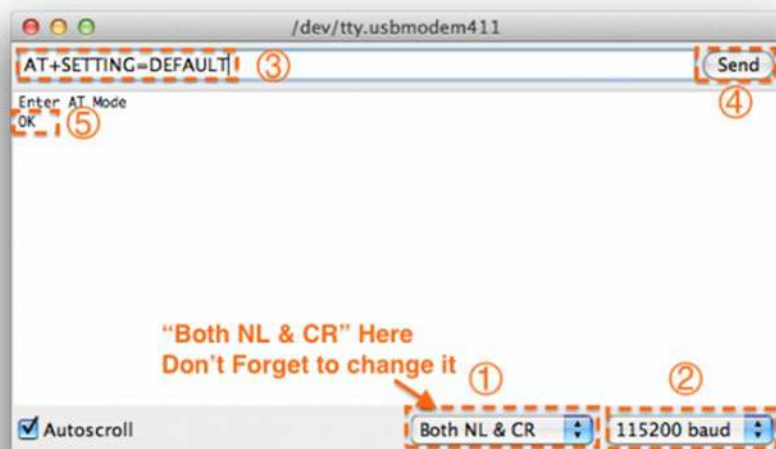 /dev/tty.usbmodem411
AT+SETTING=DEFAULT ③
Send
④
Enter AT Mode
OK ⑤
"Both NL & CR" Here
Don't Forget to change it
① ②
Autoscroll Both NL & CR 115200 baud